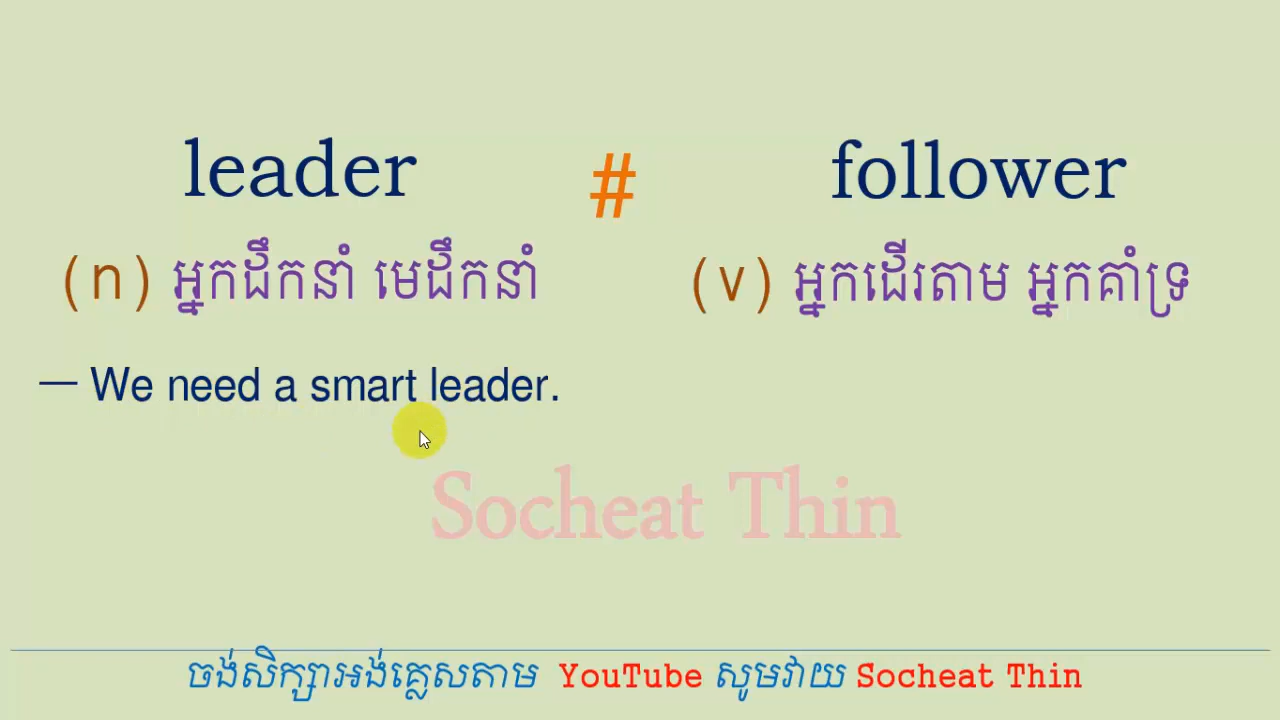 leader # follower
(n) អ្នកដឹកនាំ មេដឹកនាំ (v) អ្នកដើរតាម អ្នកគាំទ្រ
— We need a smart leader.
Socheat Thin
ចង់សិក្សាអង់គ្លេសតាម YouTube សូមវាយ Socheat Thin